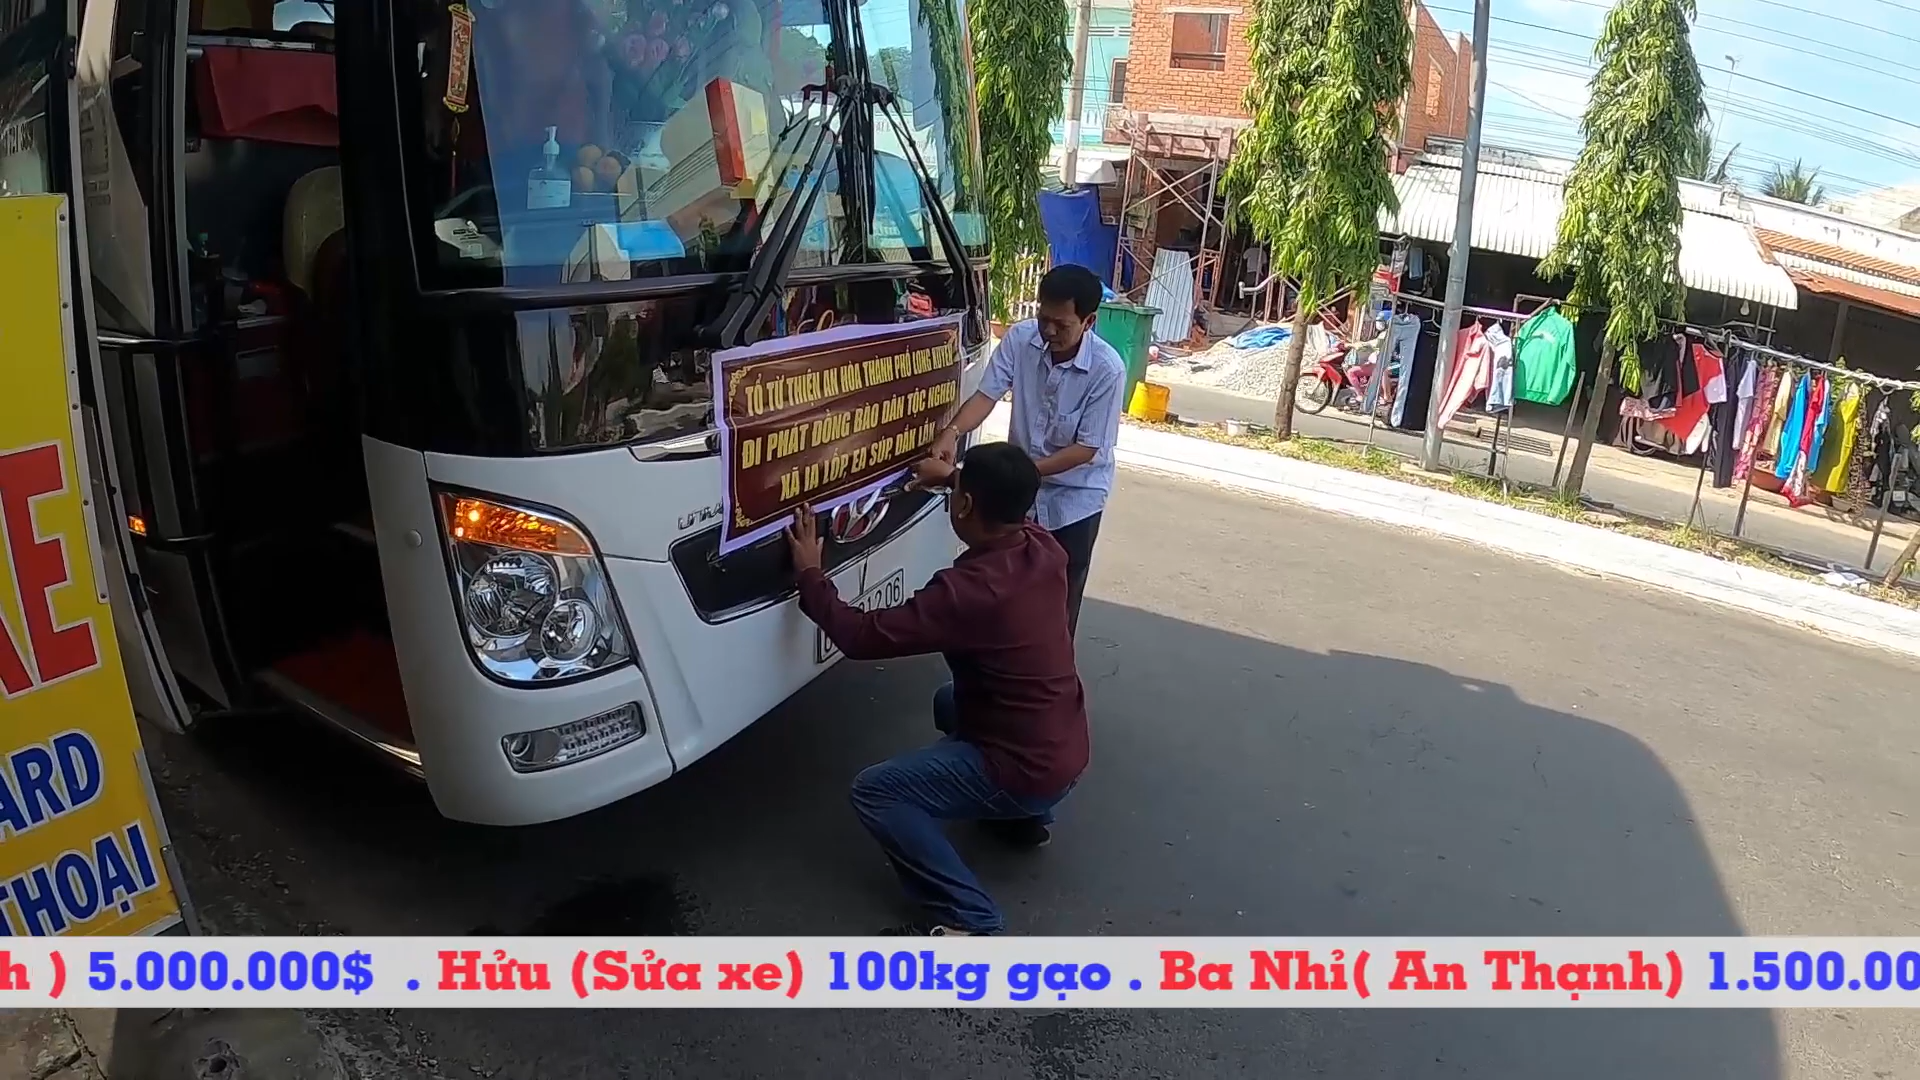 TỔ TỪ THIỆN AN HÒA THÀNH PHỐ LONG XUYÊN
ĐI PHÁT ĐỒNG BÀO DÂN TỘC NGHÈO
XÃ IA LỐP, EA SÚP, ĐẮK LẮK
ARD
THOẠI
h ) 5.000.000$ . Hửu (Sửa xe) 100kg gạo . Ba Nhỉ( An Thạnh) 1.500.00